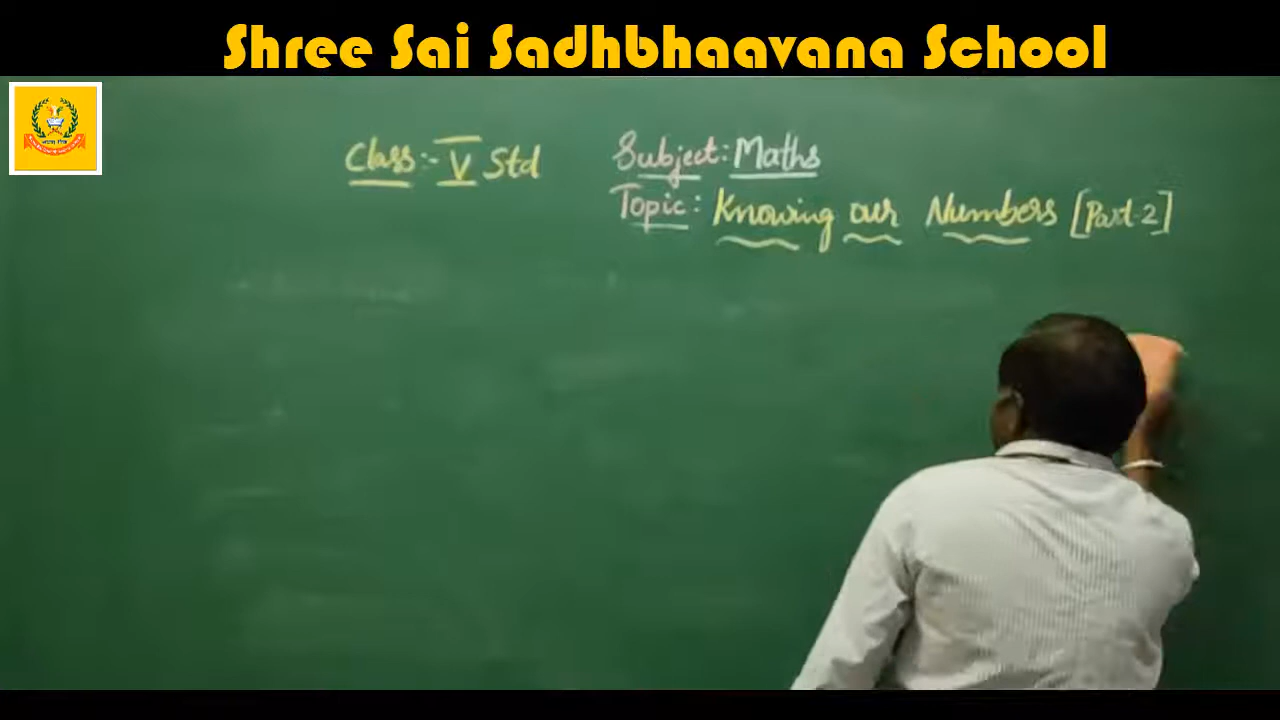 Shree Sai Sadhbhaavana School
Class:- V Std
Subject: Maths
Topic: Knowing our Numbers [Part-2]